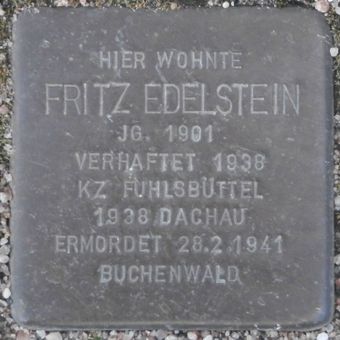 HIER WOHNTE
FRITZ EDELSTEIN
JG. 1901
VERHAFTET 1938
KZ FUHLSBÜTTEL
1938 DACHAU
ERMORDET 28.2.1941
BUCHENWALD